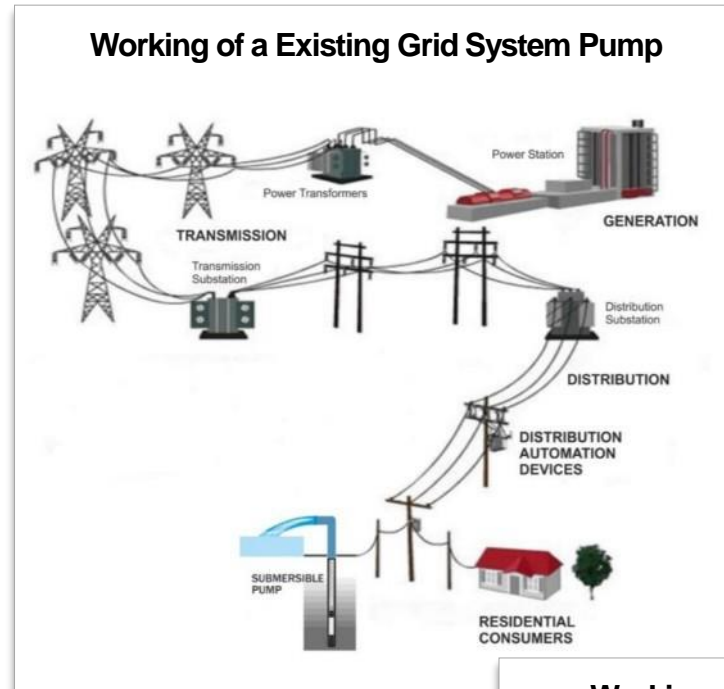 Working of a Existing Grid System Pump
Power Station
Power Transformers
GENERATION
TRANSMISSION
Transmission
Substation
Distribution
Substation
DISTRIBUTION
DISTRIBUTION
AUTOMATION
DEVICES
SUBMERSIBLE
PUMP
RESIDENTIAL
CONSUMERS